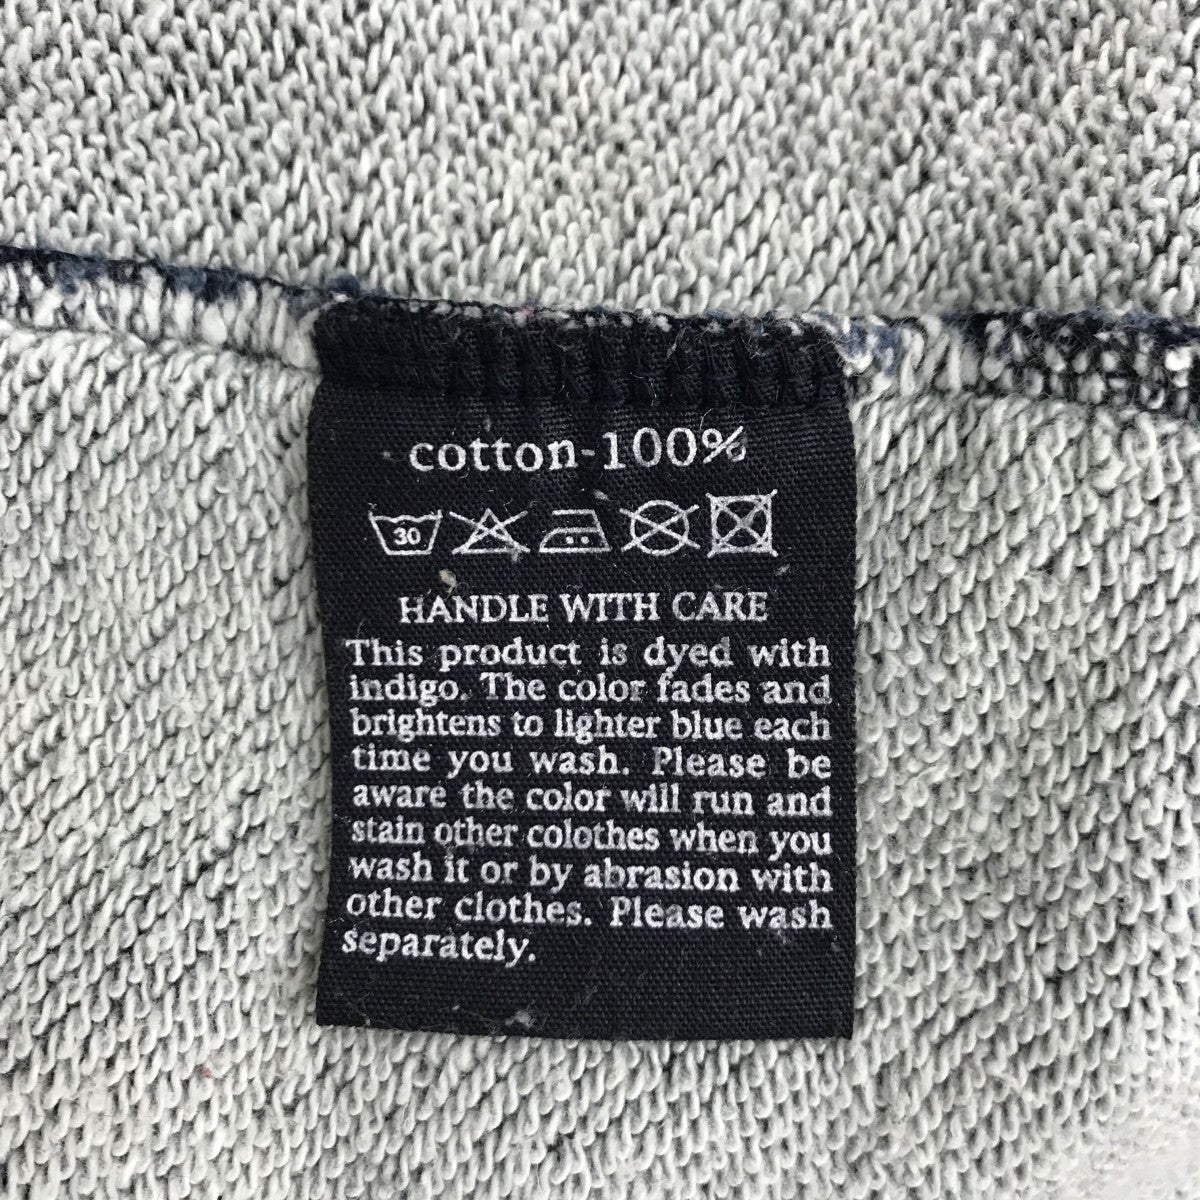 cotton-100%
30
HANDLE WITH CARE
This product is dyed with
indigo. The color fades and
brightens to lighter blue each
time you wash. Please be
aware the color will run and
stain other colothes when you
wash it or by abrasion with
other clothes. Please wash
separately.